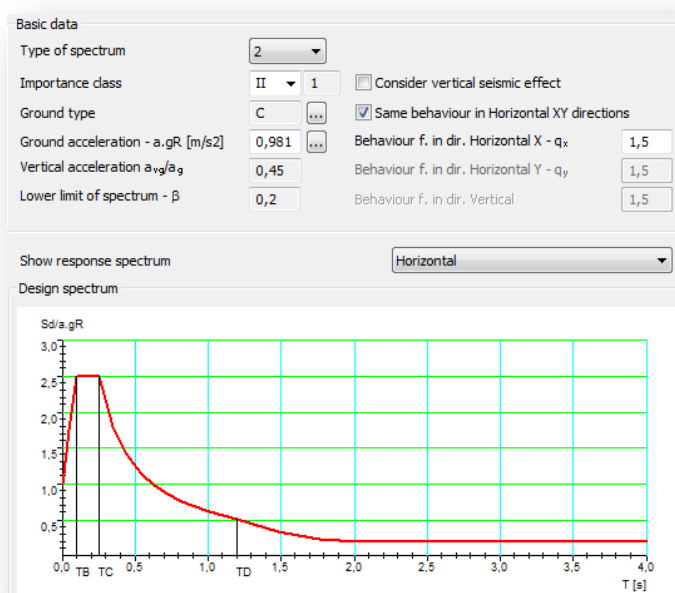 Basic data
Type of spectrum 2
Importance class II 1 Consider vertical seismic effect
Ground type C ... Same behaviour in Horizontal XY directions
Ground acceleration - a.gR [m/s2] 0,981 ... Behaviour f. in dir. Horizontal X - qx 1,5
Vertical acceleration avg/ag 0,45 Behaviour f. in dir. Horizontal Y - qy 1,5
Lower limit of spectrum - β 0,2 Behaviour f. in dir. Vertical 1,5
Show response spectrum Horizontal
Design spectrum
Sd/a.gR
3,0
2,5
2,0
1,5
1,0
0,5
0,0 TB TC 0,5 1,0 TD 1,5 2,0 2,5 3,0 3,5 4,0
T [s]